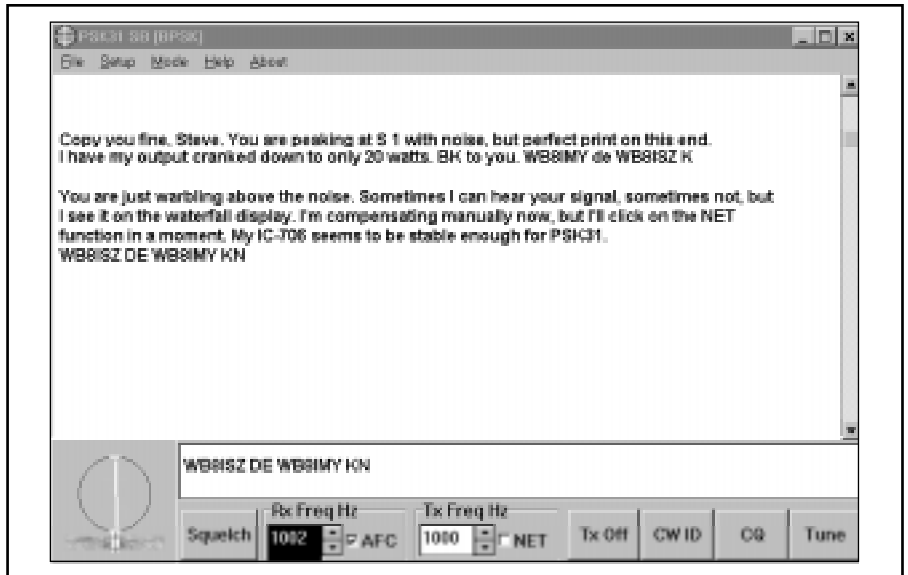 PSK31 SB [BPSK]
File Setup Mode Help About
Copy you fine, Steve. You are peaking at S 1 with noise, but perfect print on this end.
I have my output cranked down to only 20 watts. BK to you. WB8IMY de WB8ISZ K
You are just warbling above the noise. Sometimes I can hear your signal, sometimes not, but
I see it on the waterfall display. I'm compensating manually now, but I'll click on the NET
function in a moment. My IC-706 seems to be stable enough for PSK31.
WB8ISZ DE WB8IMY KN
WB8ISZ DE WB8IMY KN
Rx Freq Hz Tx Freq Hz
Squelch 1002 AFC 1000 NET Tx Off CW ID CQ Tune